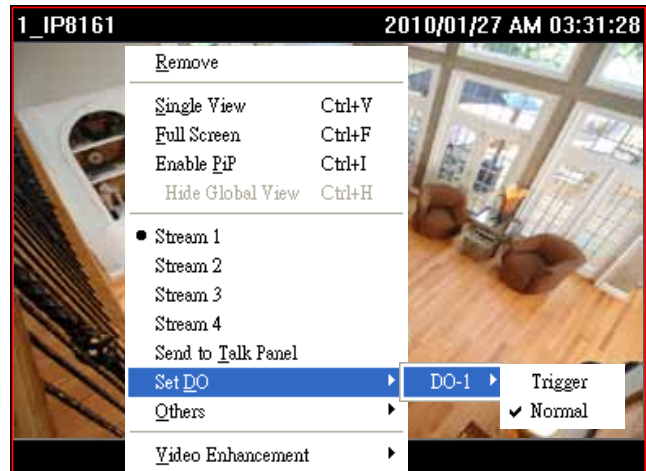 1_IP8161 2010/01/27 AM 03:31:28
Remove
Single View Ctrl+V
Full Screen Ctrl+F
Enable PiP Ctrl+I
Hide Global View Ctrl+H
Stream 1
Stream 2
Stream 3
Stream 4
Send to Talk Panel
Set DO DO-1 Trigger
Others Normal
Video Enhancement